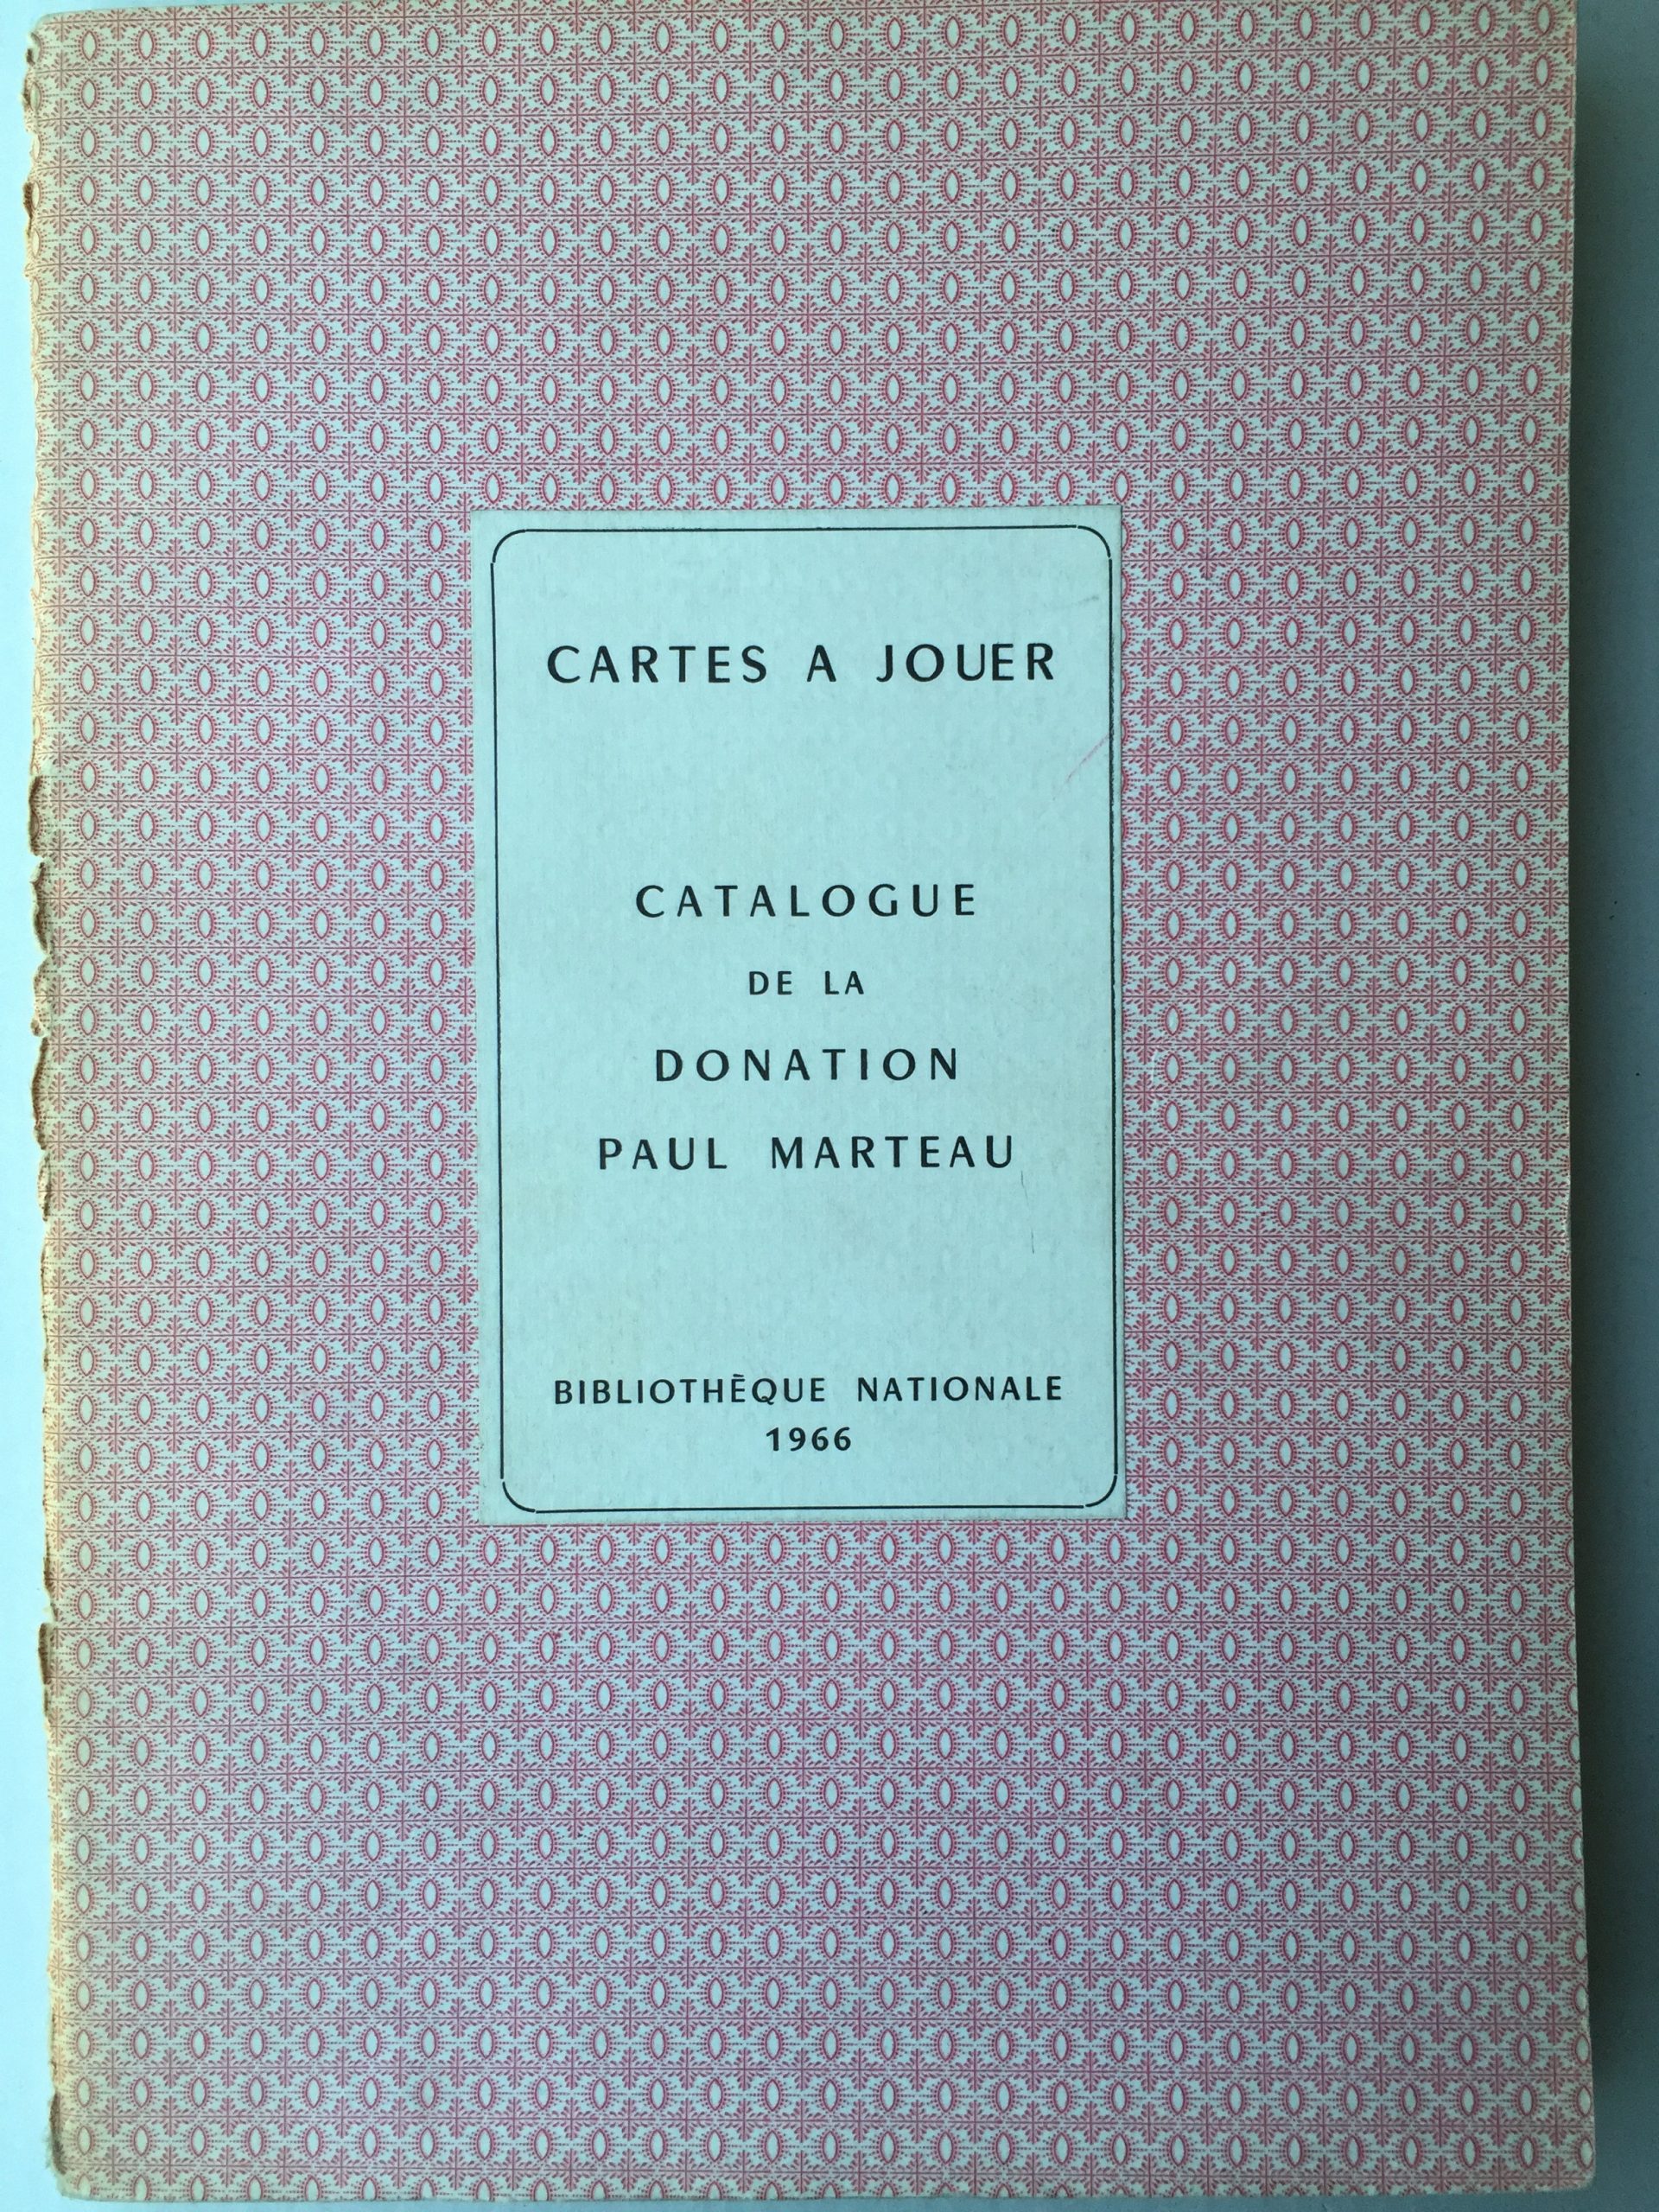 CARTES A JOUER
CATALOGUE
DE LA
DONATION
PAUL MARTEAU
BIBLIOTHÈQUE NATIONALE
1966